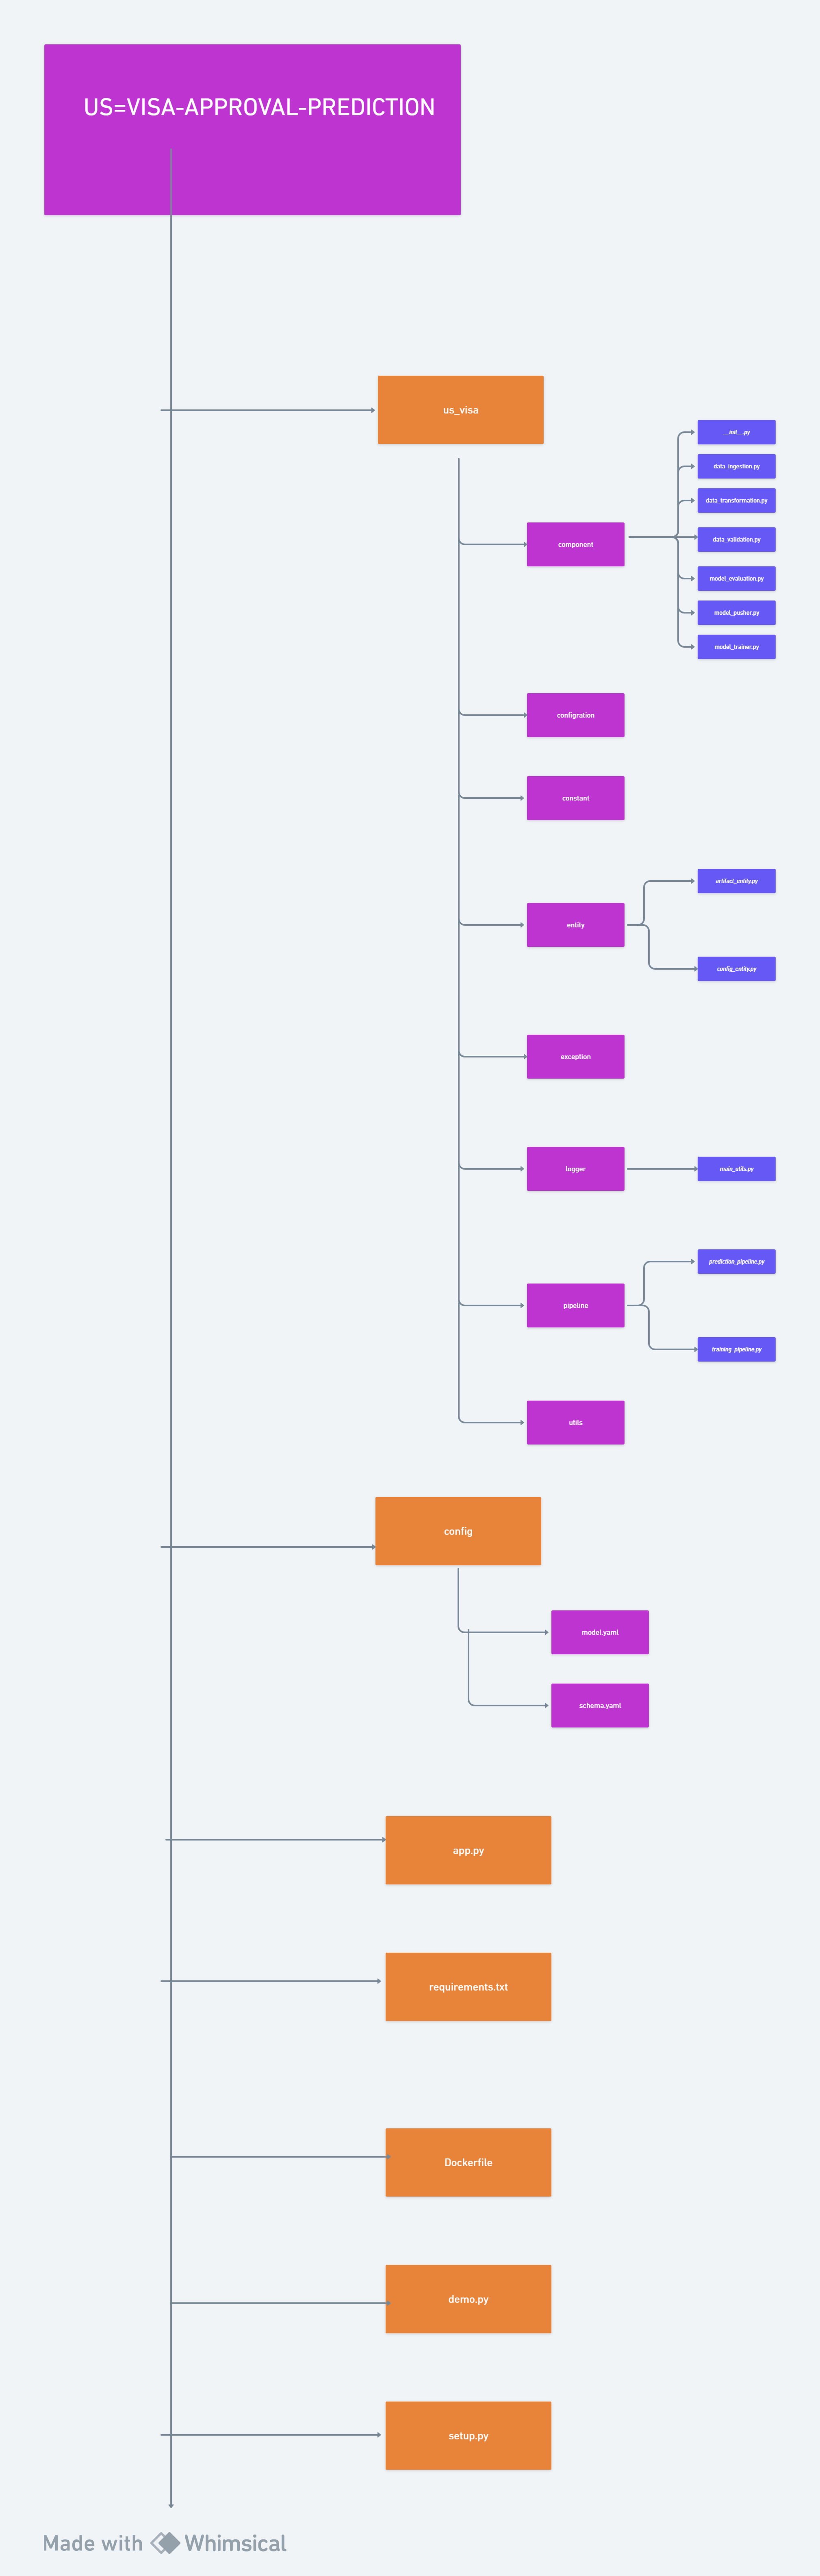 US=VISA-APPROVAL-PREDICTION
us_visa
__init__.py
data_ingestion.py
data_transformation.py
component
data_validation.py
model_evaluation.py
model_pusher.py
model_trainer.py
configration
constant
artifact_entity.py
entity
config_entity.py
exception
logger
main_utils.py
prediction_pipeline.py
pipeline
training_pipeline.py
utils
config
model.yaml
schema.yaml
app.py
requirements.txt
Dockerfile
demo.py
setup.py
Made with Whimsical